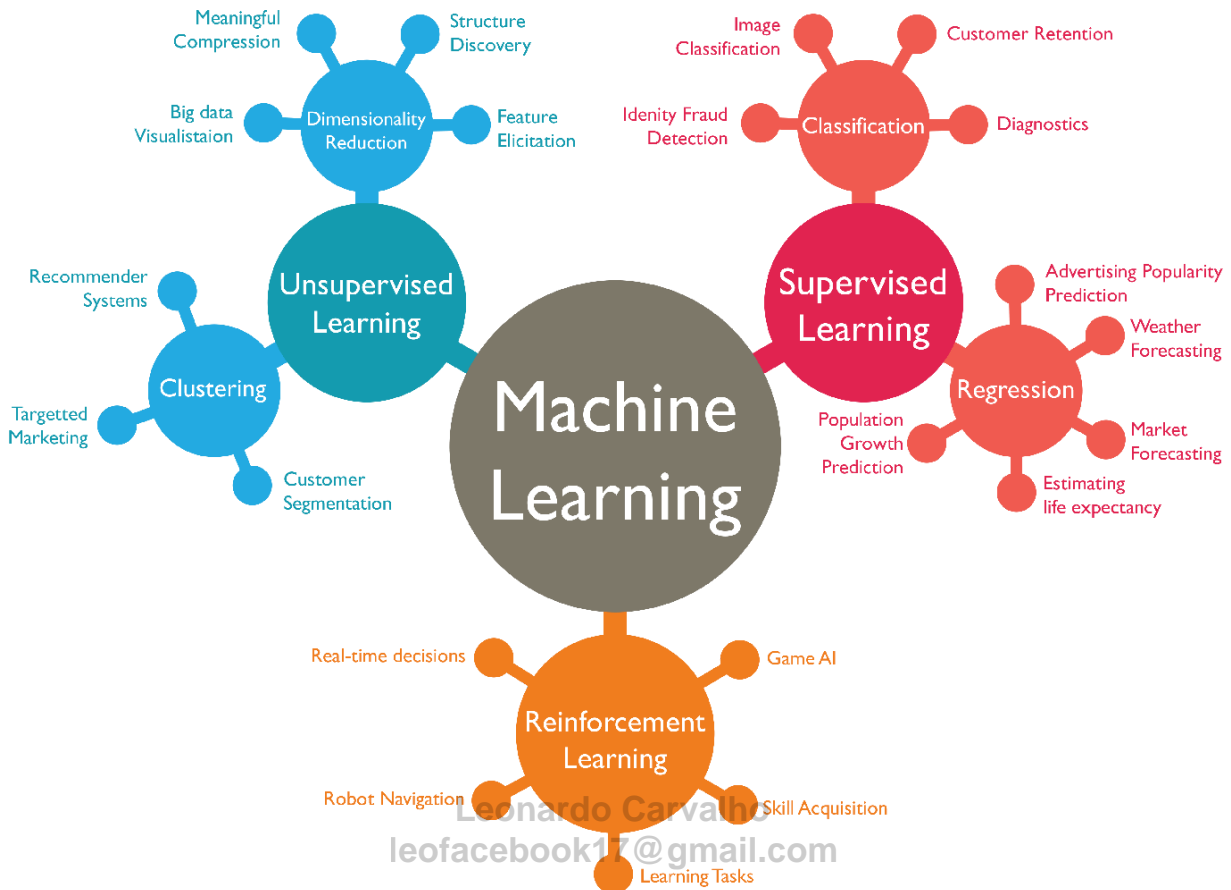 Meaningful
Compression
Structure
Discovery
Big data
Visualistaion
Dimensionality
Reduction
Feature
Elicitation
Image
Classification
Customer Retention
Idenity Fraud
Detection
Classification
Diagnostics
Unsupervised
Learning
Supervised
Learning
Recommender
Systems
Clustering
Targetted
Marketing
Customer
Segmentation
Machine
Learning
Advertising Popularity
Prediction
Weather
Forecasting
Regression
Population
Growth
Prediction
Market
Forecasting
Estimating
life expectancy
Real-time decisions
Game AI
Reinforcement
Learning
Robot Navigation
Skill Acquisition
Learning Tasks
Leonardo Carvalho
leofacebook17@gmail.com